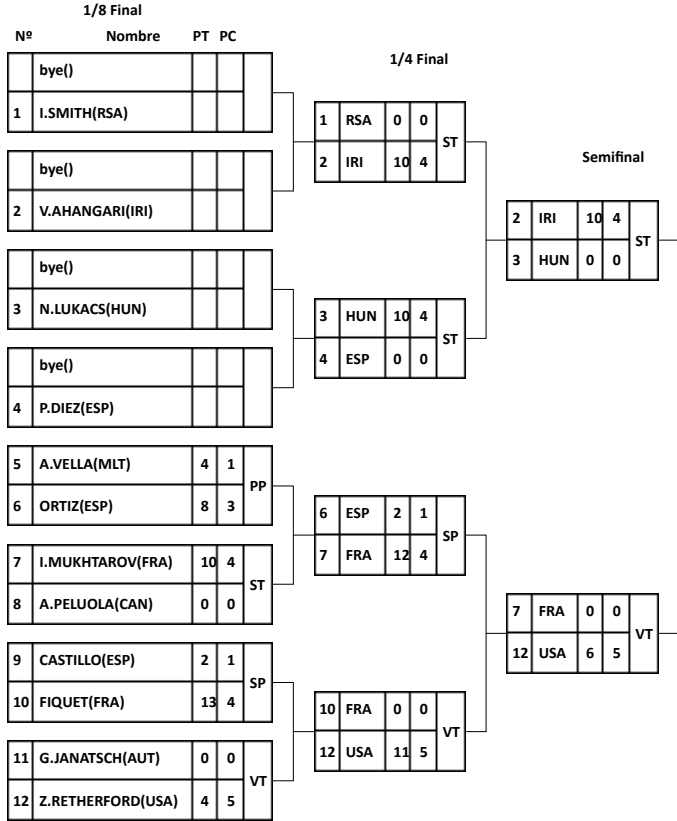 1/8 Final
Nº Nombre PT PC
bye()
1 I.SMITH(RSA)
bye()
2 V.AHANGARI(IRI)
bye()
3 N.LUKACS(HUN)
bye()
4 P.DIEZ(ESP)
5 A.VELLA(MLT) 4 1
PP
6 ORTIZ(ESP) 8 3
7 I.MUKHTAROV(FRA) 10 4
ST
8 A.PELUOLA(CAN) 0 0
9 CASTILLO(ESP) 2 1
SP
10 FIQUET(FRA) 13 4
11 G.JANATSCH(AUT) 0 0
VT
12 Z.RETHERFORD(USA) 4 5
1/4 Final
1 RSA 0 0
ST
2 IRI 10 4
3 HUN 10 4
ST
4 ESP 0 0
6 ESP 2 1
SP
7 FRA 12 4
10 FRA 0 0
VT
12 USA 11 5
Semifinal
2 IRI 10 4
ST
3 HUN 0 0
7 FRA 0 0
VT
12 USA 6 5